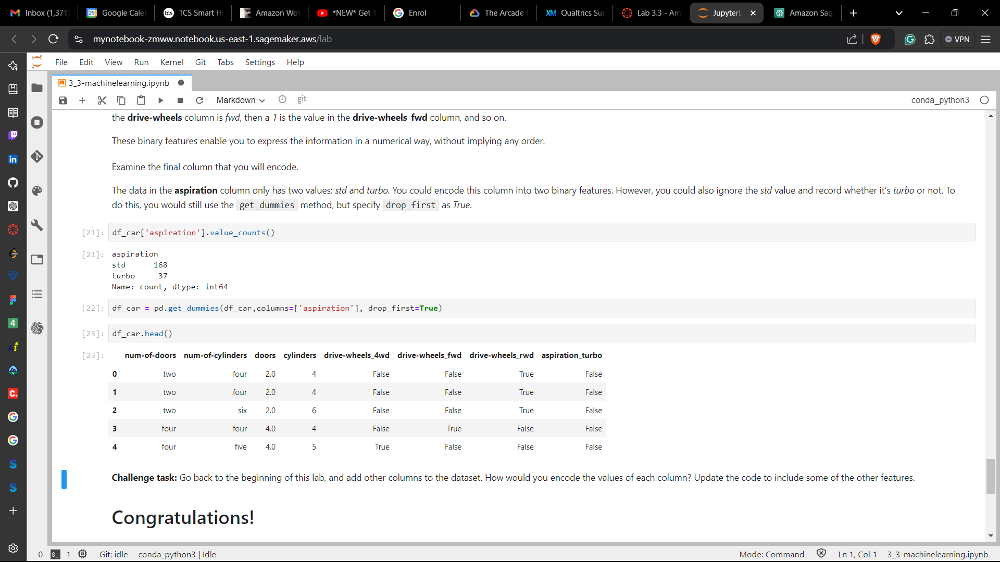 Inbox (1,371)
Google Caler
TCS Smart Hi
Amazon Wo
*NEW* Get 1
Enrol
The Arcade F
XM Qualtrics Sur
Lab 3.3 - Am
JupyterL
Amazon Sag
mynotebook-zmww.notebook.us-east-1.sagemaker.aws/lab
VPN
File Edit View Run Kernel Git Tabs Settings Help
3_3-machinelearning.ipynb
Markdown
git
conda_python3
the drive-wheels column is fwd, then a 1 is the value in the drive-wheels_fwd column, and so on.
These binary features enable you to express the information in a numerical way, without implying any order.
Examine the final column that you will encode.
The data in the aspiration column only has two values: std and turbo. You could encode this column into two binary features. However, you could also ignore the std value and record whether it's turbo or not. To
do this, you would still use the get_dummies method, but specify drop_first as True.
[21]: df_car['aspiration'].value_counts()
[21]: aspiration
std 168
turbo 37
Name: count, dtype: int64
[22]: df_car = pd.get_dummies(df_car,columns=['aspiration'], drop_first=True)
[23]: df_car.head()
[23]: num-of-doors num-of-cylinders doors cylinders drive-wheels_4wd drive-wheels_fwd drive-wheels_rwd aspiration_turbo
0 two four 2.0 4 False False True False
1 two four 2.0 4 False False True False
2 two six 2.0 6 False False True False
3 four four 4.0 4 False True False False
4 four five 4.0 5 True False False False
Challenge task: Go back to the beginning of this lab, and add other columns to the dataset. How would you encode the values of each column? Update the code to include some of the other features.
Congratulations!
0 1 Git: idle conda_python3 | Idle
Mode: Command Ln 1, Col 1 3_3-machinelearning.ipynb